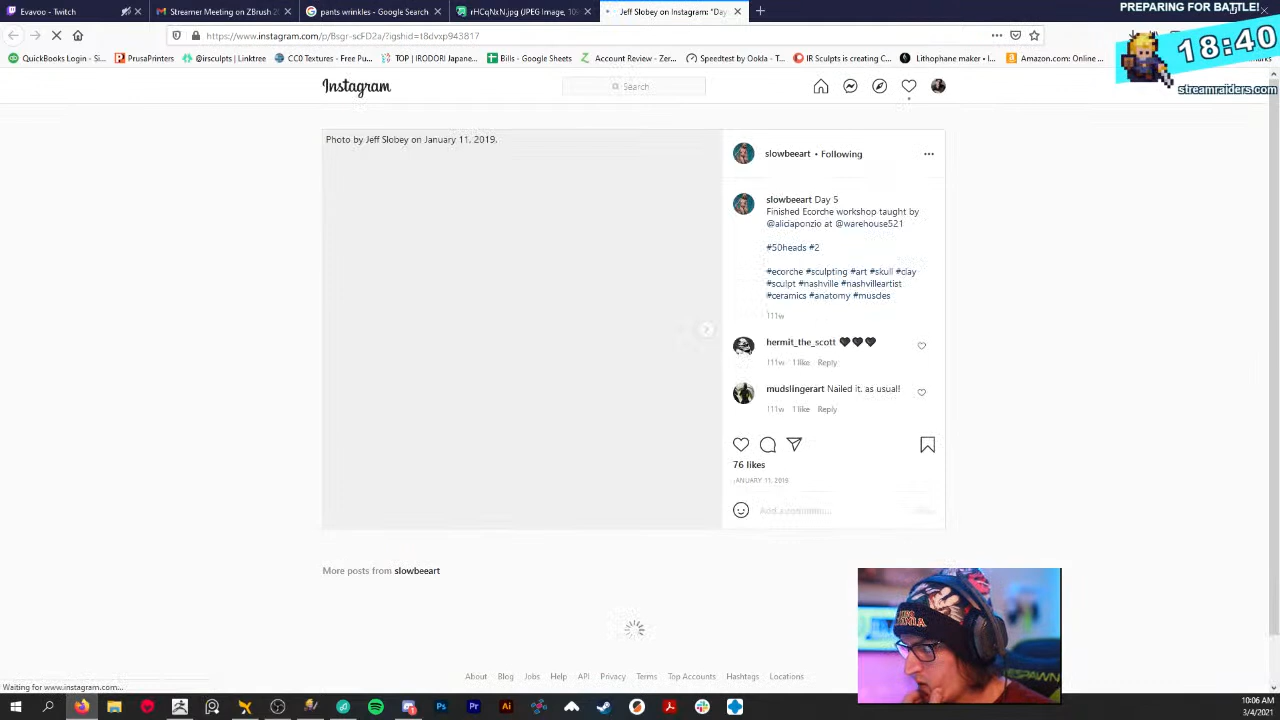 PREPARING FOR BATTLE!
18:40
streamraiders.com
Evavoo - Twitch
Streamer Meeting on ZBrush 2
pants wrinkles - Google Search
rHCqNxN.jpg (JPEG Image, 10
Jeff Slobey on Instagram: "Day
https://www.instagram.com/p/Bsgr-scFD2a/?igshid=t8dvxp943817
QuickBooks Login - Si...
PrusaPrinters
@irsculpts | Linktree
CC0 Textures - Free Pu...
TOP | IRODDRI Japane...
Bills - Google Sheets
Account Review - Zer...
Speedtest by Ookla - T...
IR Sculpts is creating C...
Lithophane maker - I...
Amazon.com: Online ...
Instagram
Search
Photo by Jeff Slobey on January 11, 2019.
slowbeeart • Following
slowbeeart Day 5
Finished Ecorche workshop taught by
@aliciaponzio at @warehouse521
#50heads #2
#ecorche #sculpting #art #skull #clay
#sculpt #nashville #nashvilleartist
#ceramics #anatomy #muscles
111w
hermit_the_scott 🖤🖤🖤
111w 1 like Reply
mudslingerart Nailed it, as usual!
111w 1 like Reply
76 likes
JANUARY 11, 2019
Add a comment...
More posts from slowbeeart
About Blog Jobs Help API Privacy Terms Top Accounts Hashtags Locations
Waiting for www.instagram.com...
10:06 AM
3/4/2021